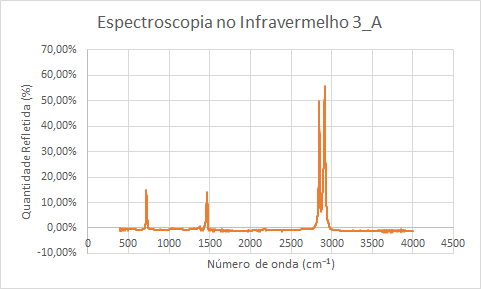 Espectroscopia no Infravermelho 3_A
Quantidade Refletida (%)
70,00%
60,00%
50,00%
40,00%
30,00%
20,00%
10,00%
0,00%
-10,00%
0 500 1000 1500 2000 2500 3000 3500 4000 4500
Número de onda (cm⁻¹)